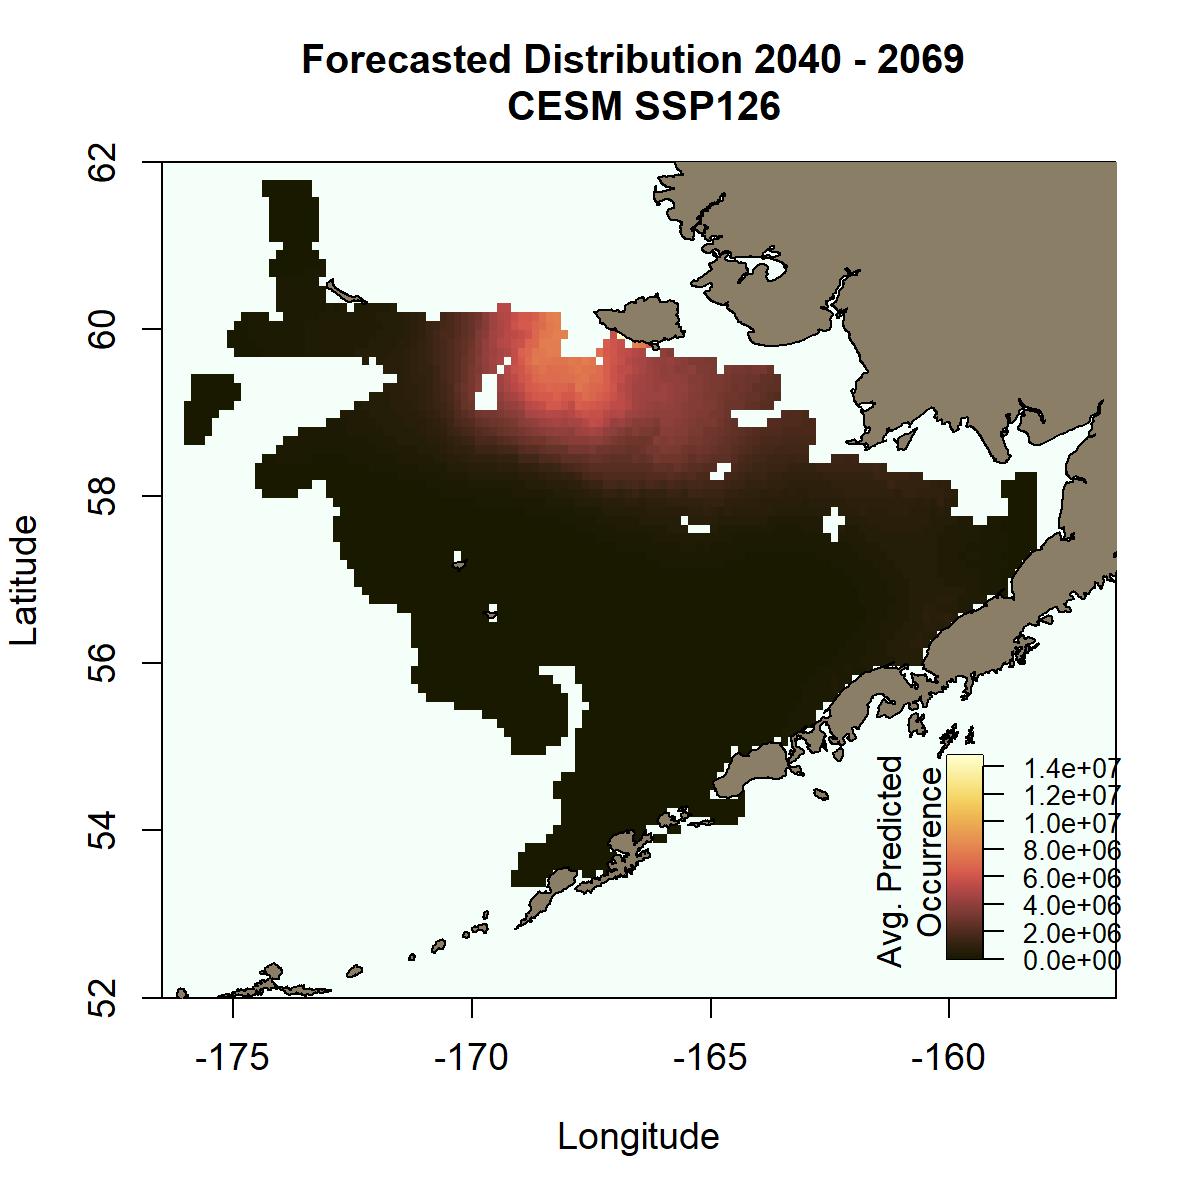 Forecasted Distribution 2040 - 2069
CESM SSP126
62
60
58
56
54
52
Latitude
-175
-170
-165
-160
Longitude
Avg. Predicted
Occurrence
1.4e+07
1.2e+07
1.0e+07
8.0e+06
6.0e+06
4.0e+06
2.0e+06
0.0e+00